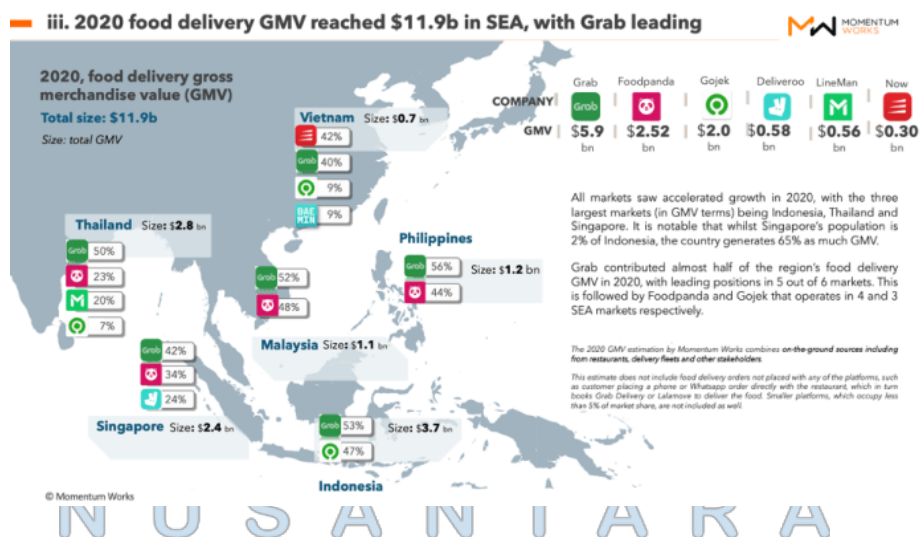 iii. 2020 food delivery GMV reached $11.9b in SEA, with Grab leading
MOMENTUM
WORKS
2020, food delivery gross
merchandise value (GMV)
Total size: $11.9b
Size: total GMV
COMPANY
Grab
Foodpanda
Gojek
Deliveroo
LineMan
Now
Grab
GMV
$5.9 bn
$2.52 bn
$2.0 bn
$0.58 bn
$0.56 bn
$0.30 bn
Vietnam Size: $0.7 bn
42%
Grab 40%
9%
BAE
MIN
9%
Thailand Size: $2.8 bn
Grab 50%
23%
20%
7%
Philippines
Grab 56%
44%
Size: $1.2 bn
Grab 52%
48%
Malaysia Size: $1.1 bn
Grab 42%
34%
24%
Singapore Size: $2.4 bn
Grab 53%
47%
Size: $3.7 bn
Indonesia
All markets saw accelerated growth in 2020, with the three
largest markets (in GMV terms) being Indonesia, Thailand and
Singapore. It is notable that whilst Singapore's population is
2% of Indonesia, the country generates 65% as much GMV.
Grab contributed almost half of the region's food delivery
GMV in 2020, with leading positions in 5 out of 6 markets. This
is followed by Foodpanda and Gojek that operates in 4 and 3
SEA markets respectively.
The 2020 GMV estimation by Momentum Works combines on-the-ground sources including
from restaurants, delivery fleets and other stakeholders.
This estimate does not include food delivery orders not placed with any of the platforms, such
as customer placing a phone or Whatsapp order directly with the restaurant, which in turn
books Grab Delivery or Lalamove to deliver the food. Smaller platforms, which occupy less
than 5% of market share, are not included as well.
© Momentum Works
NUSANTARA